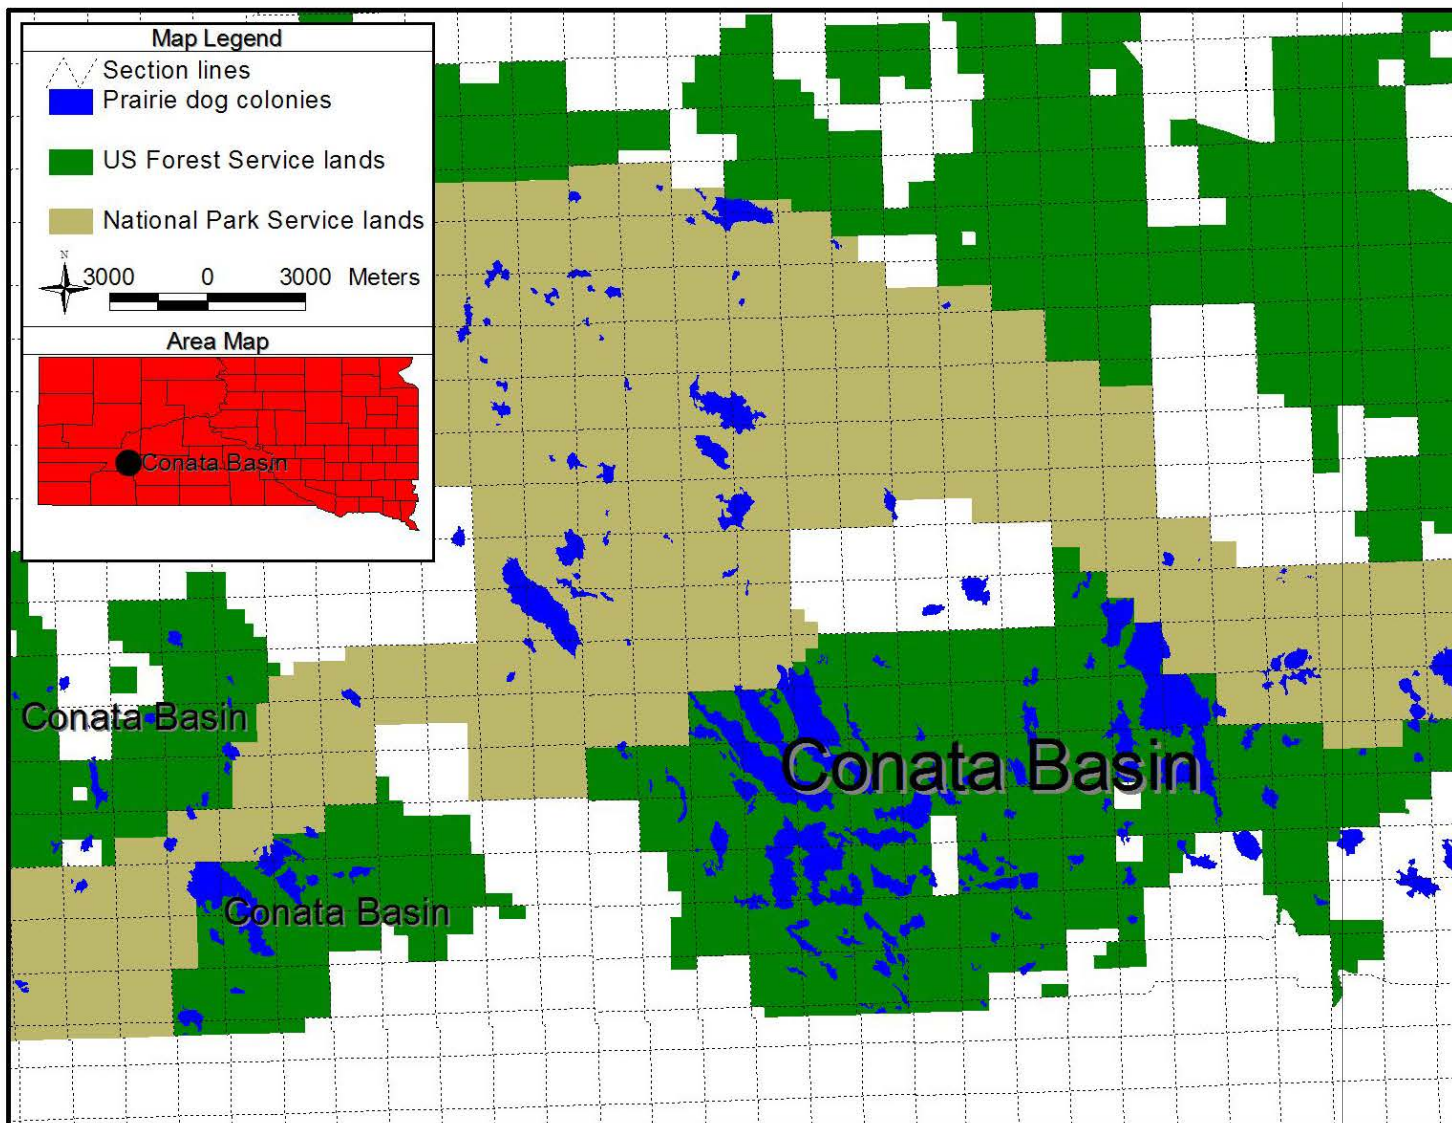 Map Legend
Section lines
Prairie dog colonies
US Forest Service lands
National Park Service lands
N
3000 0 3000 Meters
Area Map
Conata Basin
Conata Basin
Conata Basin
Conata Basin